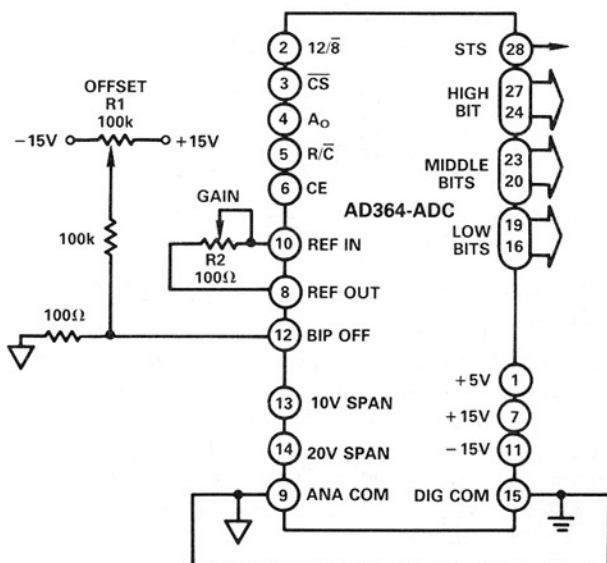 2 12/8̅
3 C̅S̅
4 A₀
5 R/C̅
6 CE
OFFSET
R1
100k
−15V
+15V
100k
GAIN
R2
100Ω
10 REF IN
8 REF OUT
100Ω
12 BIP OFF
13 10V SPAN
14 20V SPAN
9 ANA COM
AD364-ADC
STS 28
HIGH
BIT
27
24
MIDDLE
BITS
23
20
LOW
BITS
19
16
+5V 1
+15V 7
−15V 11
DIG COM 15